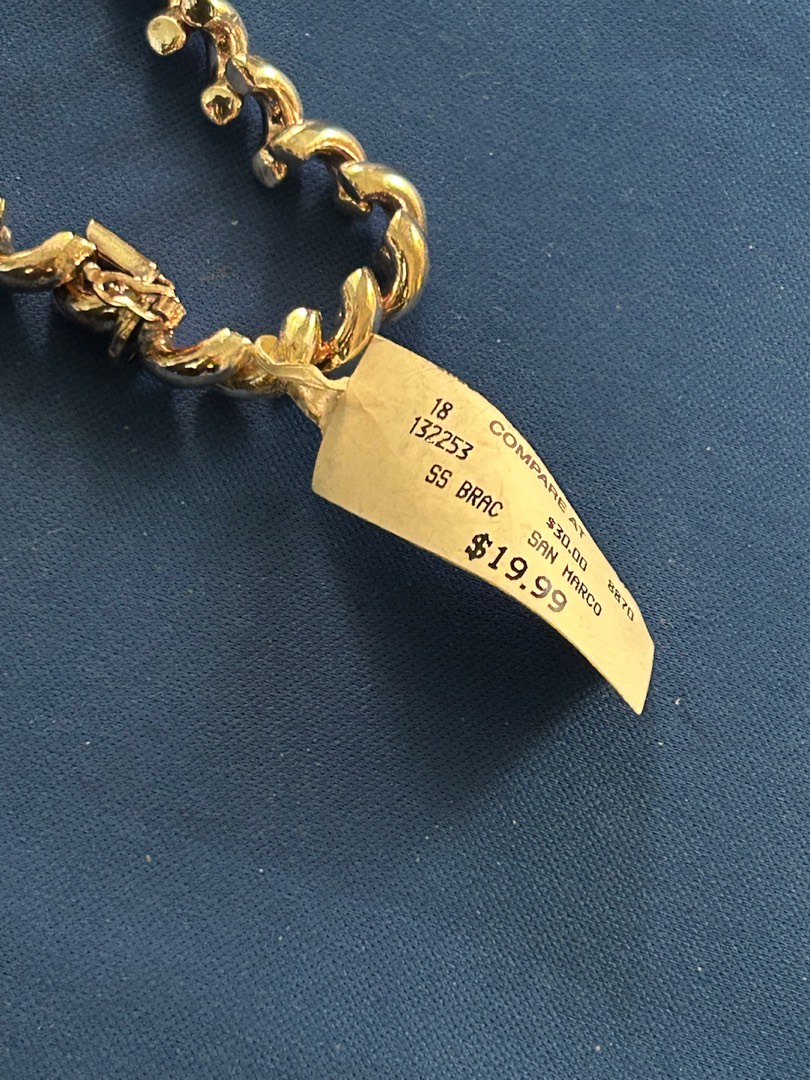 18
132253
COMPARE AT
$30.00
SS BRAC
SAN MARCO
8870
$19.99